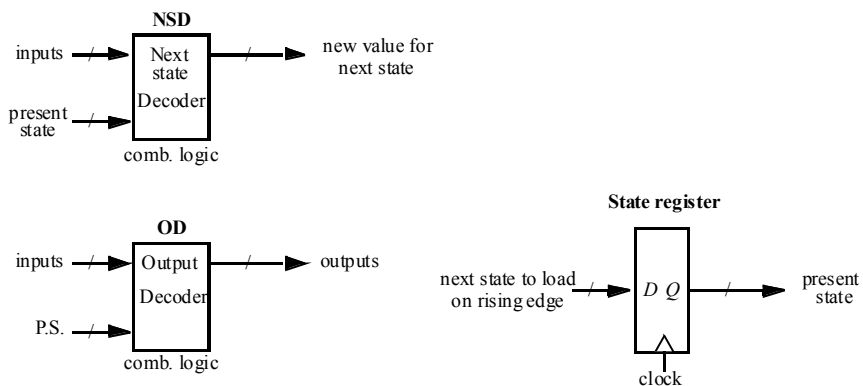 NSD
inputs
Next
state
Decoder
new value for
next state
present
state
comb. logic
OD
inputs
Output
Decoder
outputs
P.S.
comb. logic
State register
next state to load
on rising edge
D Q
present
state
clock